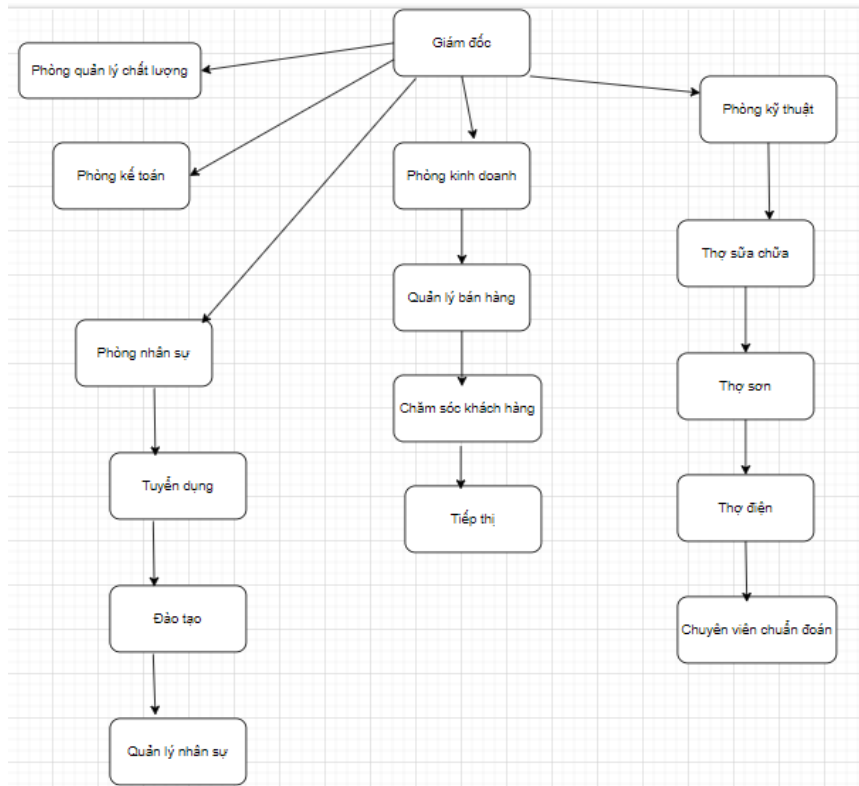 Giám đốc
Phòng quản lý chất lượng
Phòng kỹ thuật
Phòng kế toán
Phòng kinh doanh
Thợ sữa chữa
Quản lý bán hàng
Phòng nhân sự
Thợ sơn
Chăm sóc khách hàng
Tuyển dụng
Thợ điện
Tiếp thị
Đào tạo
Chuyên viên chuẩn đoán
Quản lý nhân sự